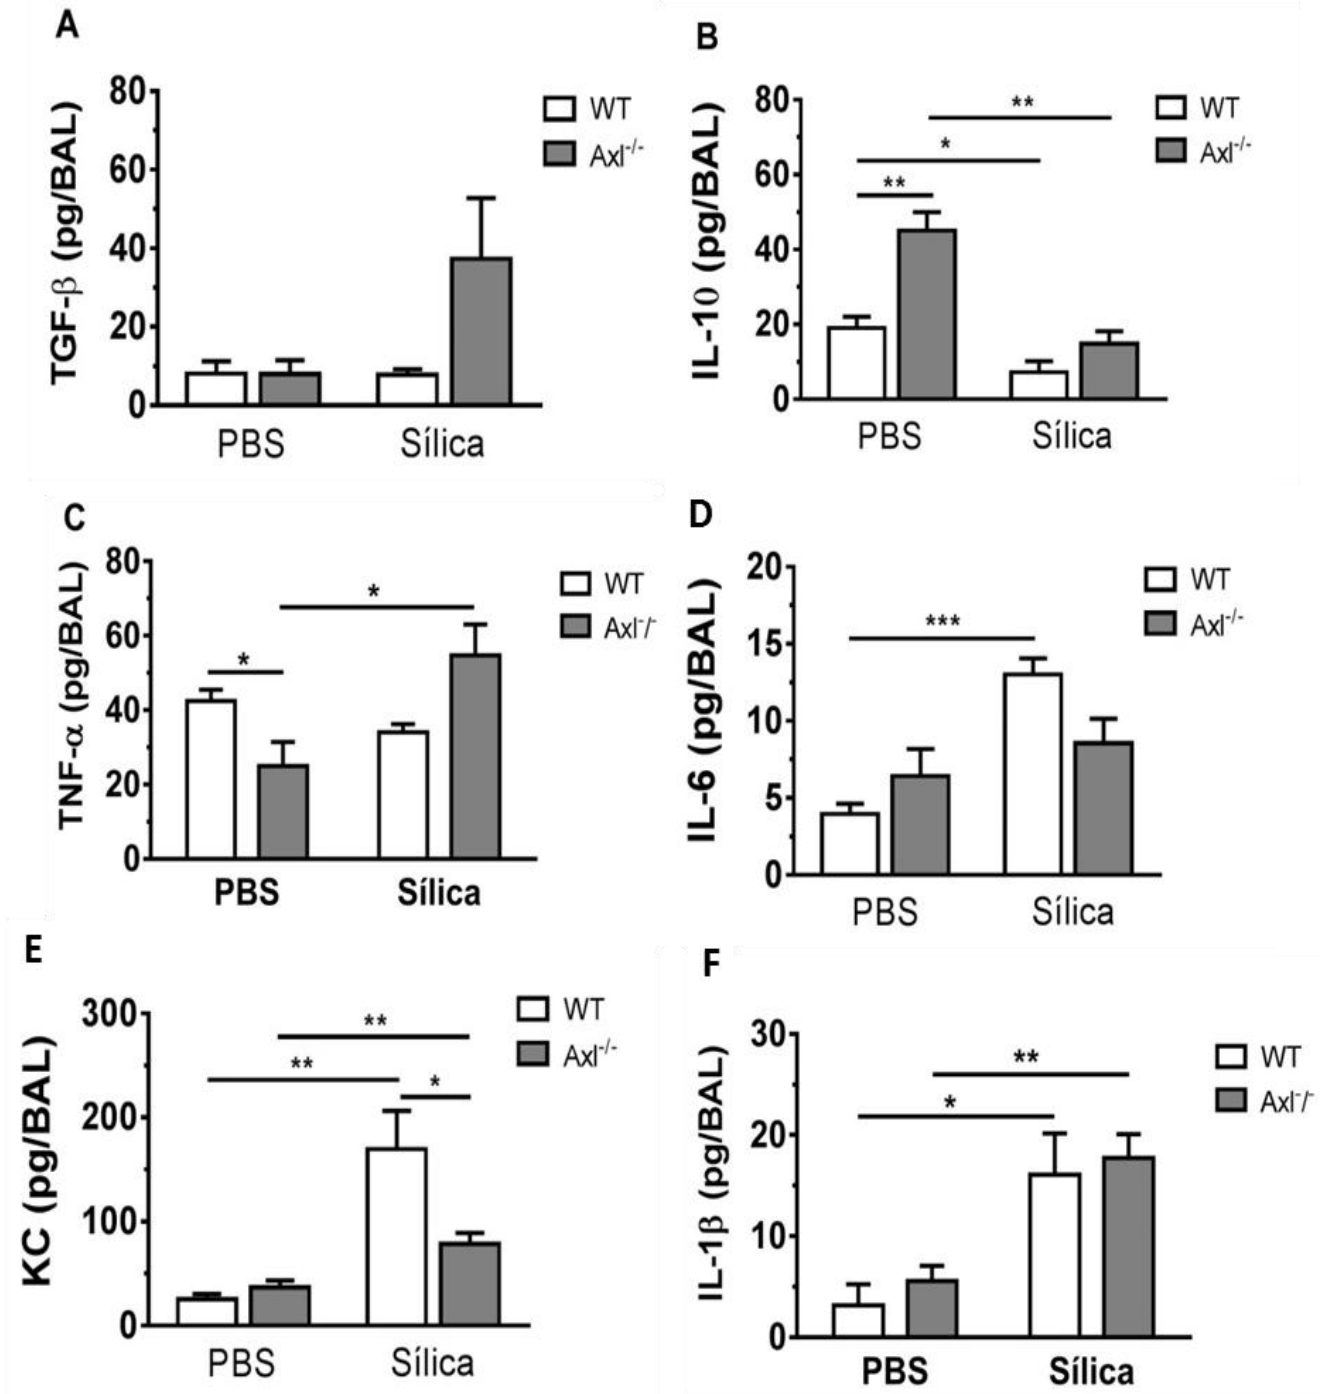 A
TGF-β (pg/BAL)
80
60
40
20
0
WT
Axl-/-
PBS
Sílica
B
IL-10 (pg/BAL)
80
60
40
20
0
**
*
**
WT
Axl-/-
PBS
Sílica
C
TNF-α (pg/BAL)
80
60
40
20
0
*
*
WT
Axl-/-
PBS
Sílica
D
IL-6 (pg/BAL)
20
15
10
5
0
***
WT
Axl-/-
PBS
Sílica
E
KC (pg/BAL)
300
200
100
0
**
**
*
WT
Axl-/-
PBS
Sílica
F
IL-1β (pg/BAL)
30
20
10
0
**
*
WT
Axl-/-
PBS
Sílica